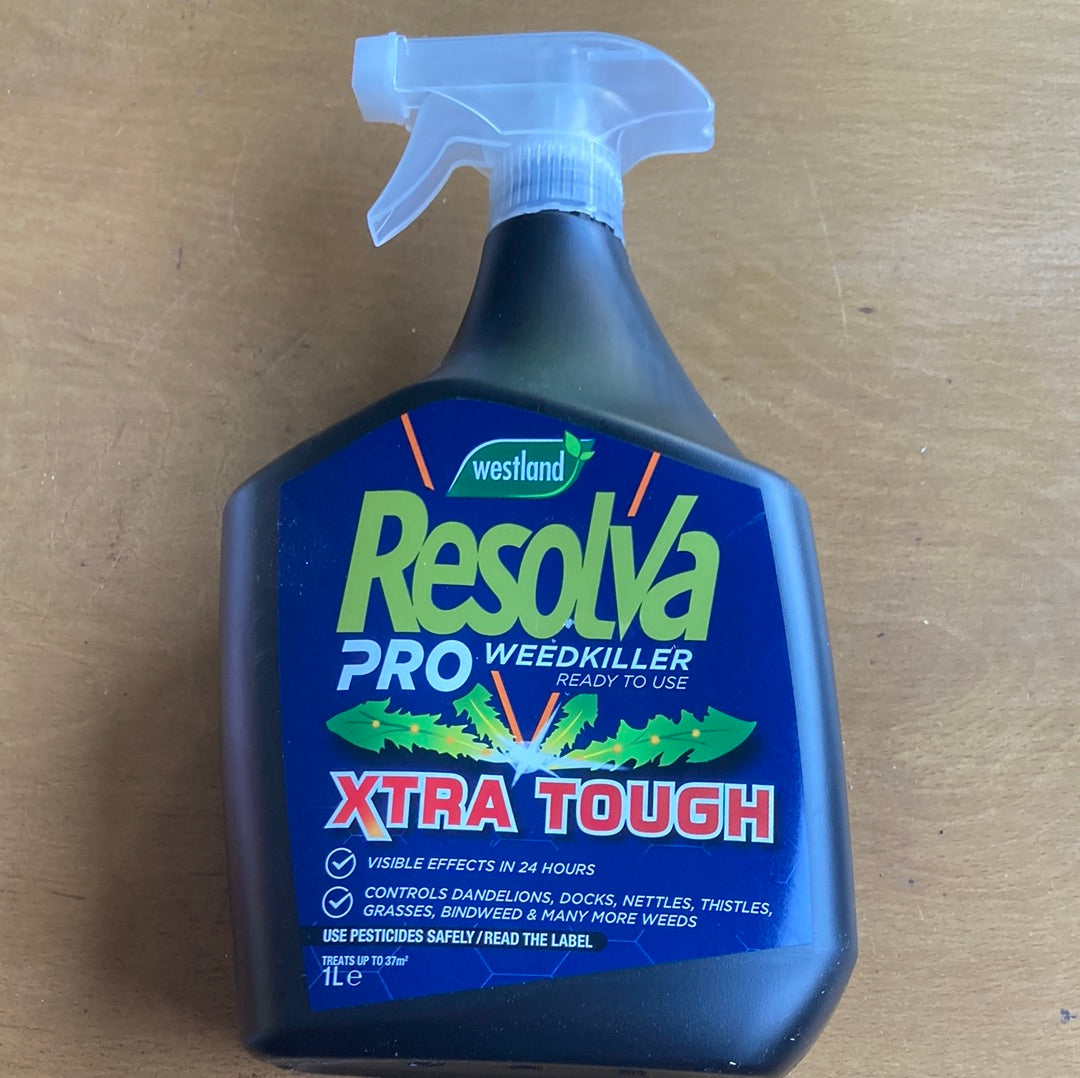 westland
Resolva
PRO WEEDKILLER
READY TO USE
XTRA TOUGH
VISIBLE EFFECTS IN 24 HOURS
CONTROLS DANDELIONS, DOCKS, NETTLES, THISTLES,
GRASSES, BINDWEED & MANY MORE WEEDS
USE PESTICIDES SAFELY/READ THE LABEL
TREATS UP TO 37m²
1L℮